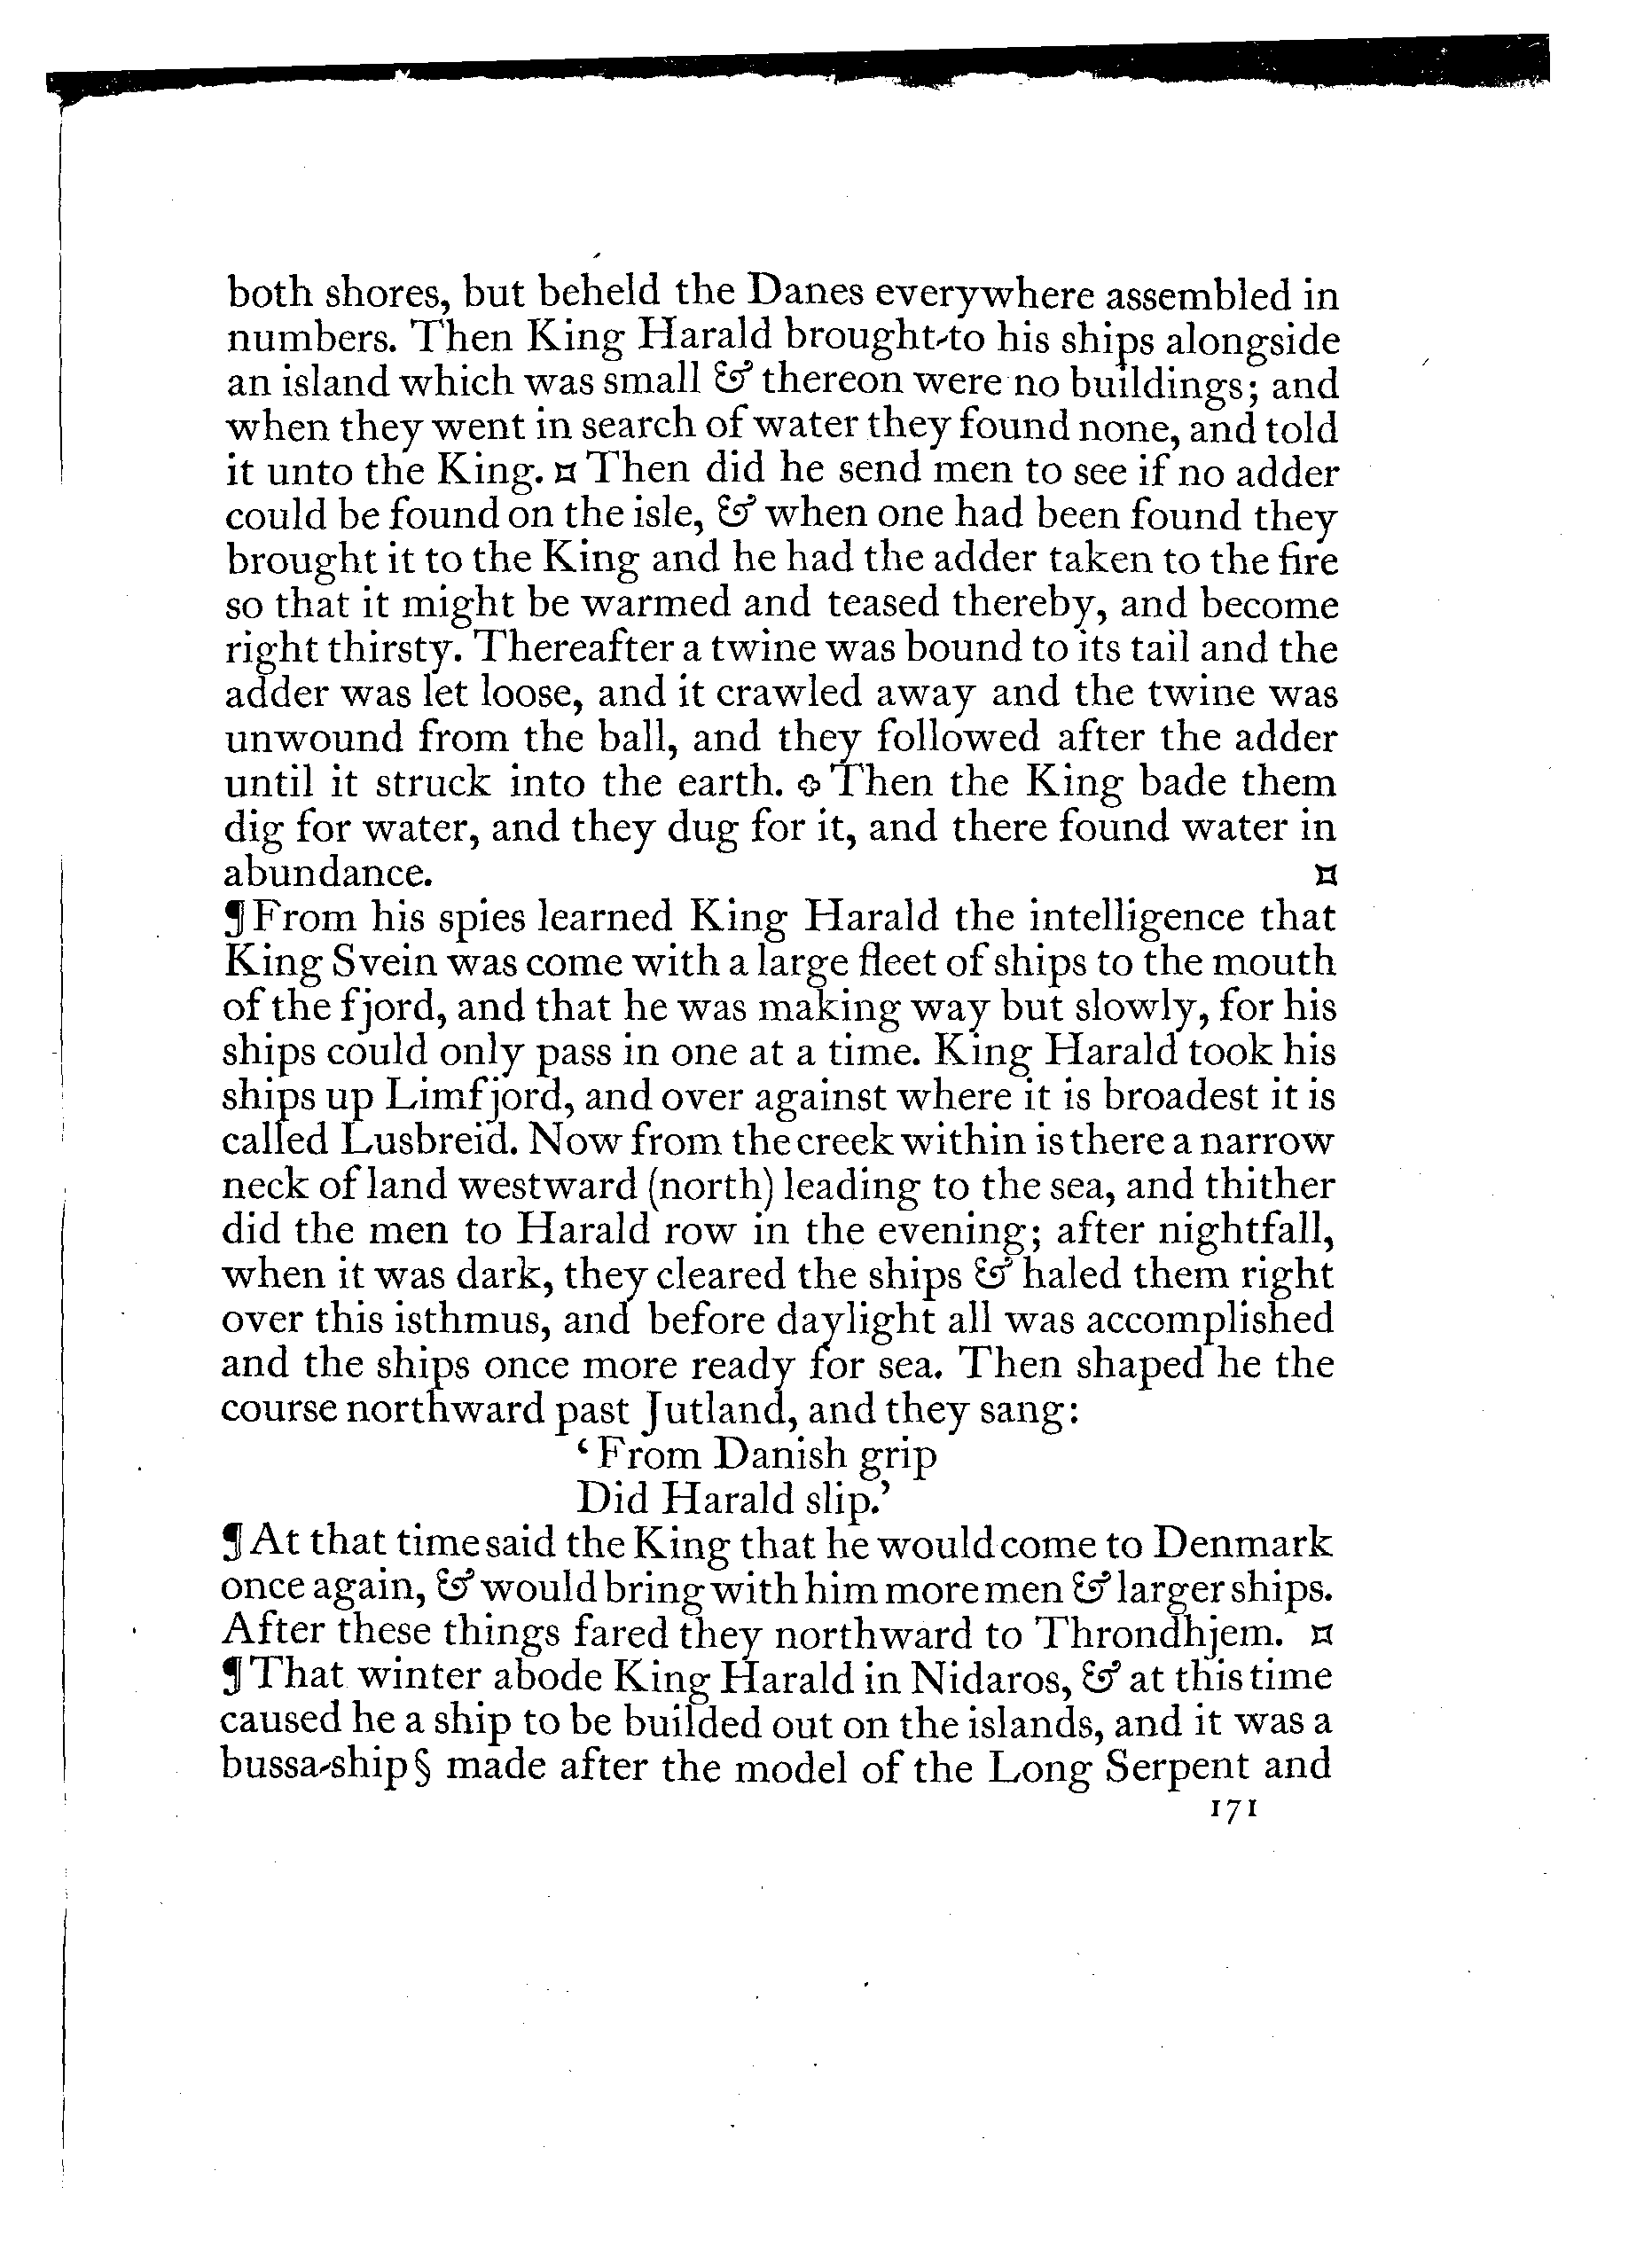 both shores, but beheld the Danes everywhere assembled in
numbers. Then King Harald brought-to his ships alongside
an island which was small & thereon were no buildings; and
when they went in search of water they found none, and told
it unto the King. ¤ Then did he send men to see if no adder
could be found on the isle, & when one had been found they
brought it to the King and he had the adder taken to the fire
so that it might be warmed and teased thereby, and become
right thirsty. Thereafter a twine was bound to its tail and the
adder was let loose, and it crawled away and the twine was
unwound from the ball, and they followed after the adder
until it struck into the earth. ✤ Then the King bade them
dig for water, and they dug for it, and there found water in
abundance. ¤
¶ From his spies learned King Harald the intelligence that
King Svein was come with a large fleet of ships to the mouth
of the fjord, and that he was making way but slowly, for his
ships could only pass in one at a time. King Harald took his
ships up Limfjord, and over against where it is broadest it is
called Lusbreid. Now from the creek within is there a narrow
neck of land westward (north) leading to the sea, and thither
did the men to Harald row in the evening; after nightfall,
when it was dark, they cleared the ships & haled them right
over this isthmus, and before daylight all was accomplished
and the ships once more ready for sea. Then shaped he the
course northward past Jutland, and they sang:
‘From Danish grip
Did Harald slip.’
¶ At that time said the King that he would come to Denmark
once again, & would bring with him more men & larger ships.
After these things fared they northward to Throndhjem. ¤
¶ That winter abode King Harald in Nidaros, & at this time
caused he a ship to be builded out on the islands, and it was a
bussa-ship§ made after the model of the Long Serpent and
171